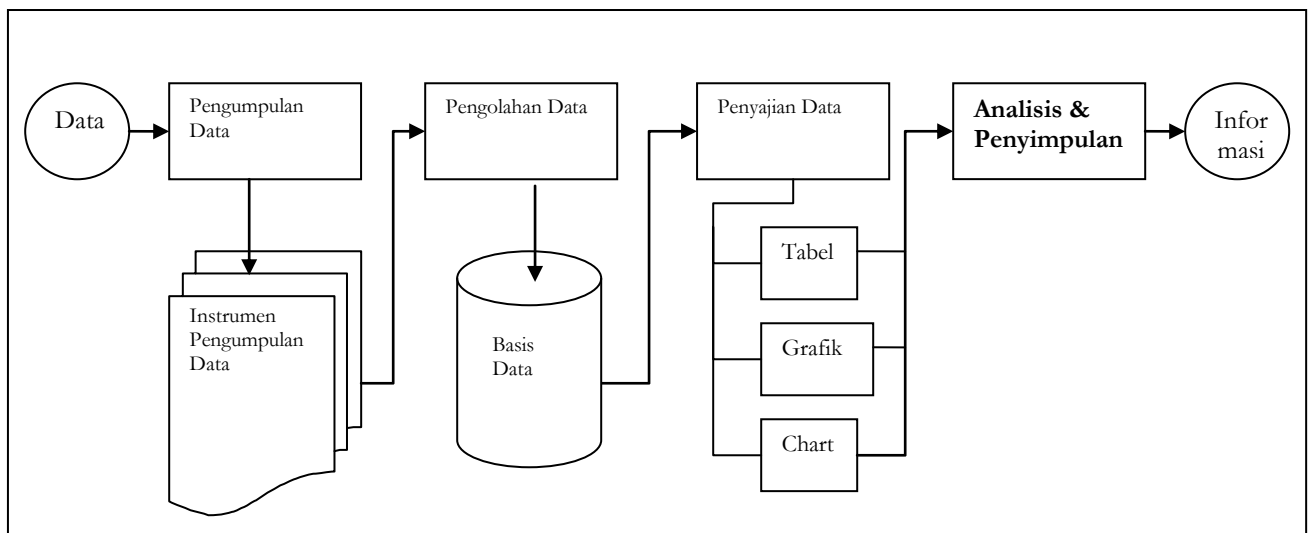 Data
Pengumpulan
Data
Pengolahan Data
Penyajian Data
Analisis &
Penyimpulan
Infor
masi
Instrumen
Pengumpulan
Data
Basis
Data
Tabel
Grafik
Chart